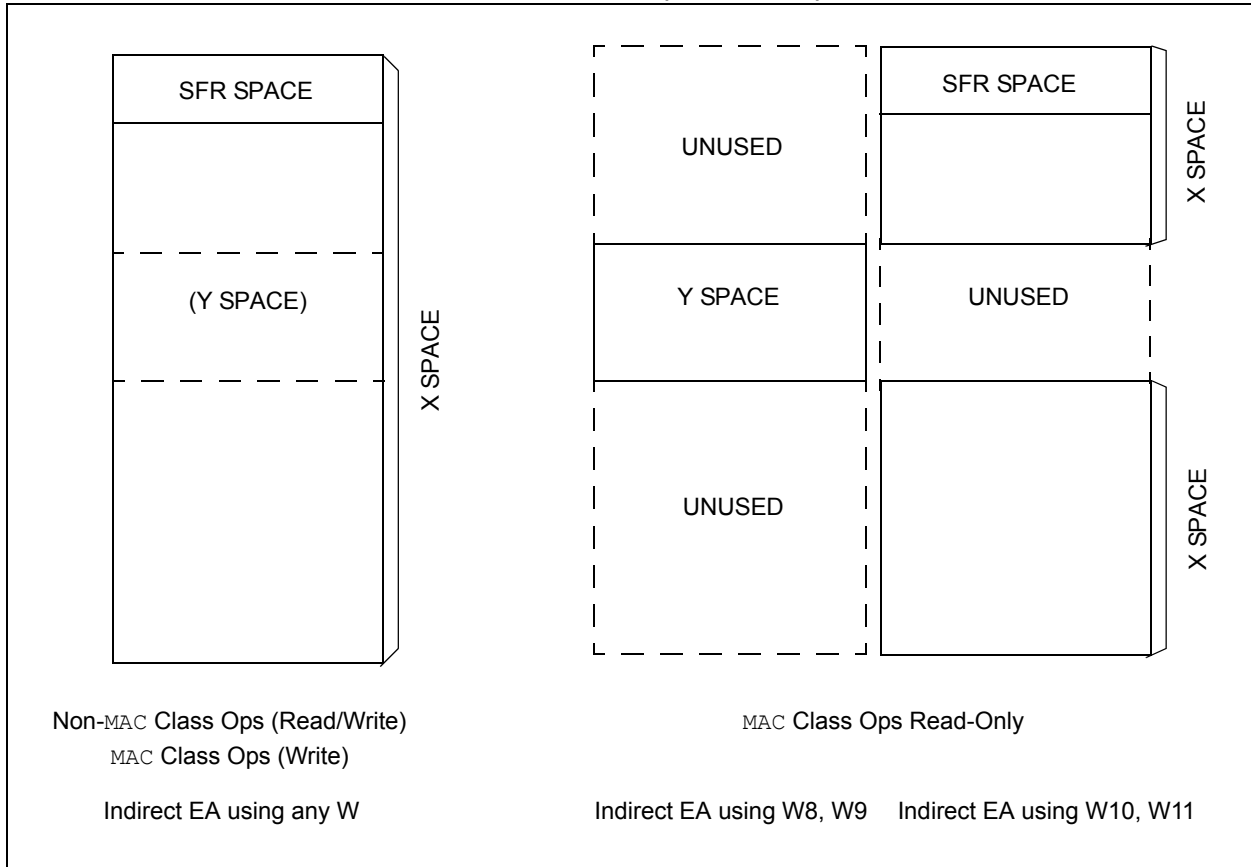 SFR SPACE
(Y SPACE)
X SPACE
Non-MAC Class Ops (Read/Write)
MAC Class Ops (Write)
Indirect EA using any W
UNUSED
Y SPACE
UNUSED
SFR SPACE
X SPACE
UNUSED
X SPACE
MAC Class Ops Read-Only
Indirect EA using W8, W9
Indirect EA using W10, W11